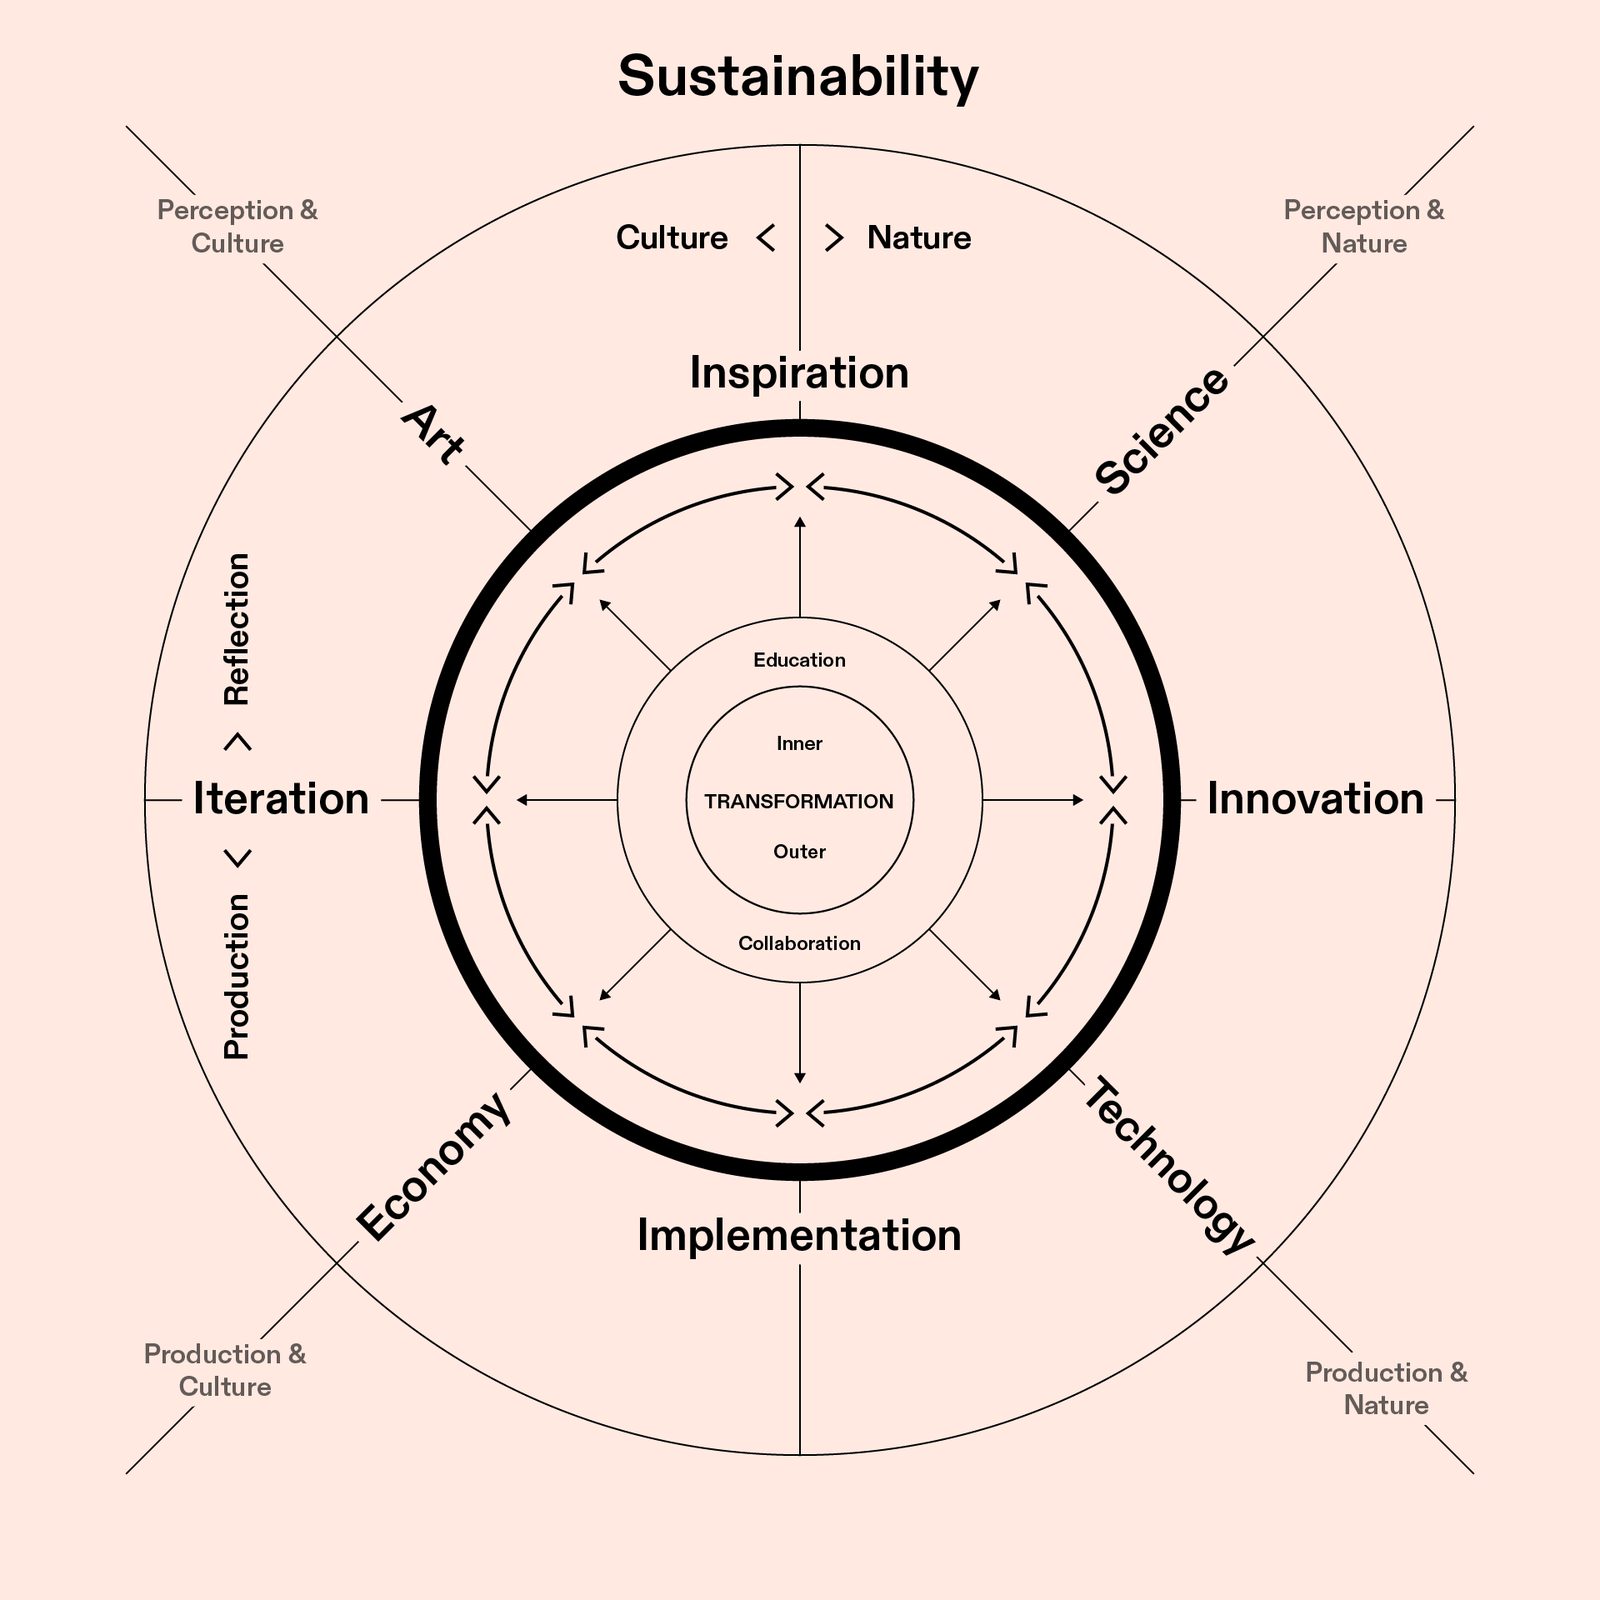 Sustainability
Perception &
Culture
Perception &
Nature
Culture < > Nature
Inspiration
Art
Science
Reflection
<
Iteration
>
Production
Education
Inner
TRANSFORMATION
Outer
Collaboration
Innovation
Economy
Technology
Implementation
Production &
Culture
Production &
Nature